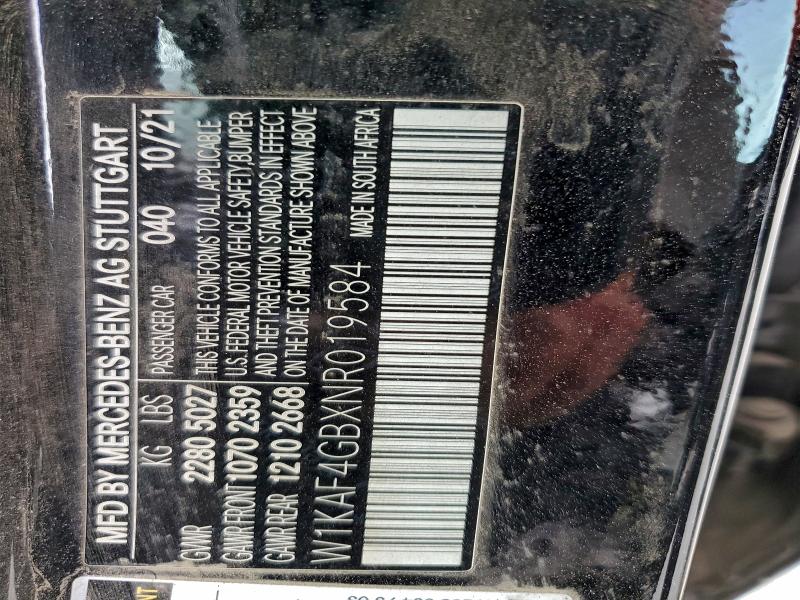 MFD BY MERCEDES-BENZ AG STUTTGART
KG LBS PASSENGER CAR 040 10/21
GVWR 2280 5027 THIS VEHICLE CONFORMS TO ALL APPLICABLE
GAWR FRONT 1070 2359 U.S. FEDERAL MOTOR VEHICLE SAFETY BUMPER
GAWR REAR 1210 2668 AND THEFT PREVENTION STANDARDS IN EFFECT
ON THE DATE OF MANUFACTURE SHOWN ABOVE
W1KAF4GBXNR019584 MADE IN SOUTH AFRICA